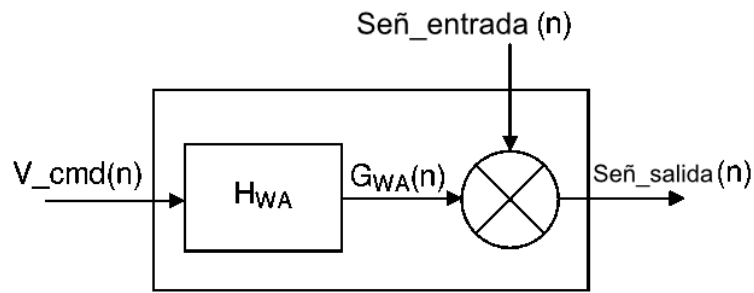 Señ_entrada (n)
V_cmd(n)
HWA
GWA(n)
Señ_salida(n)